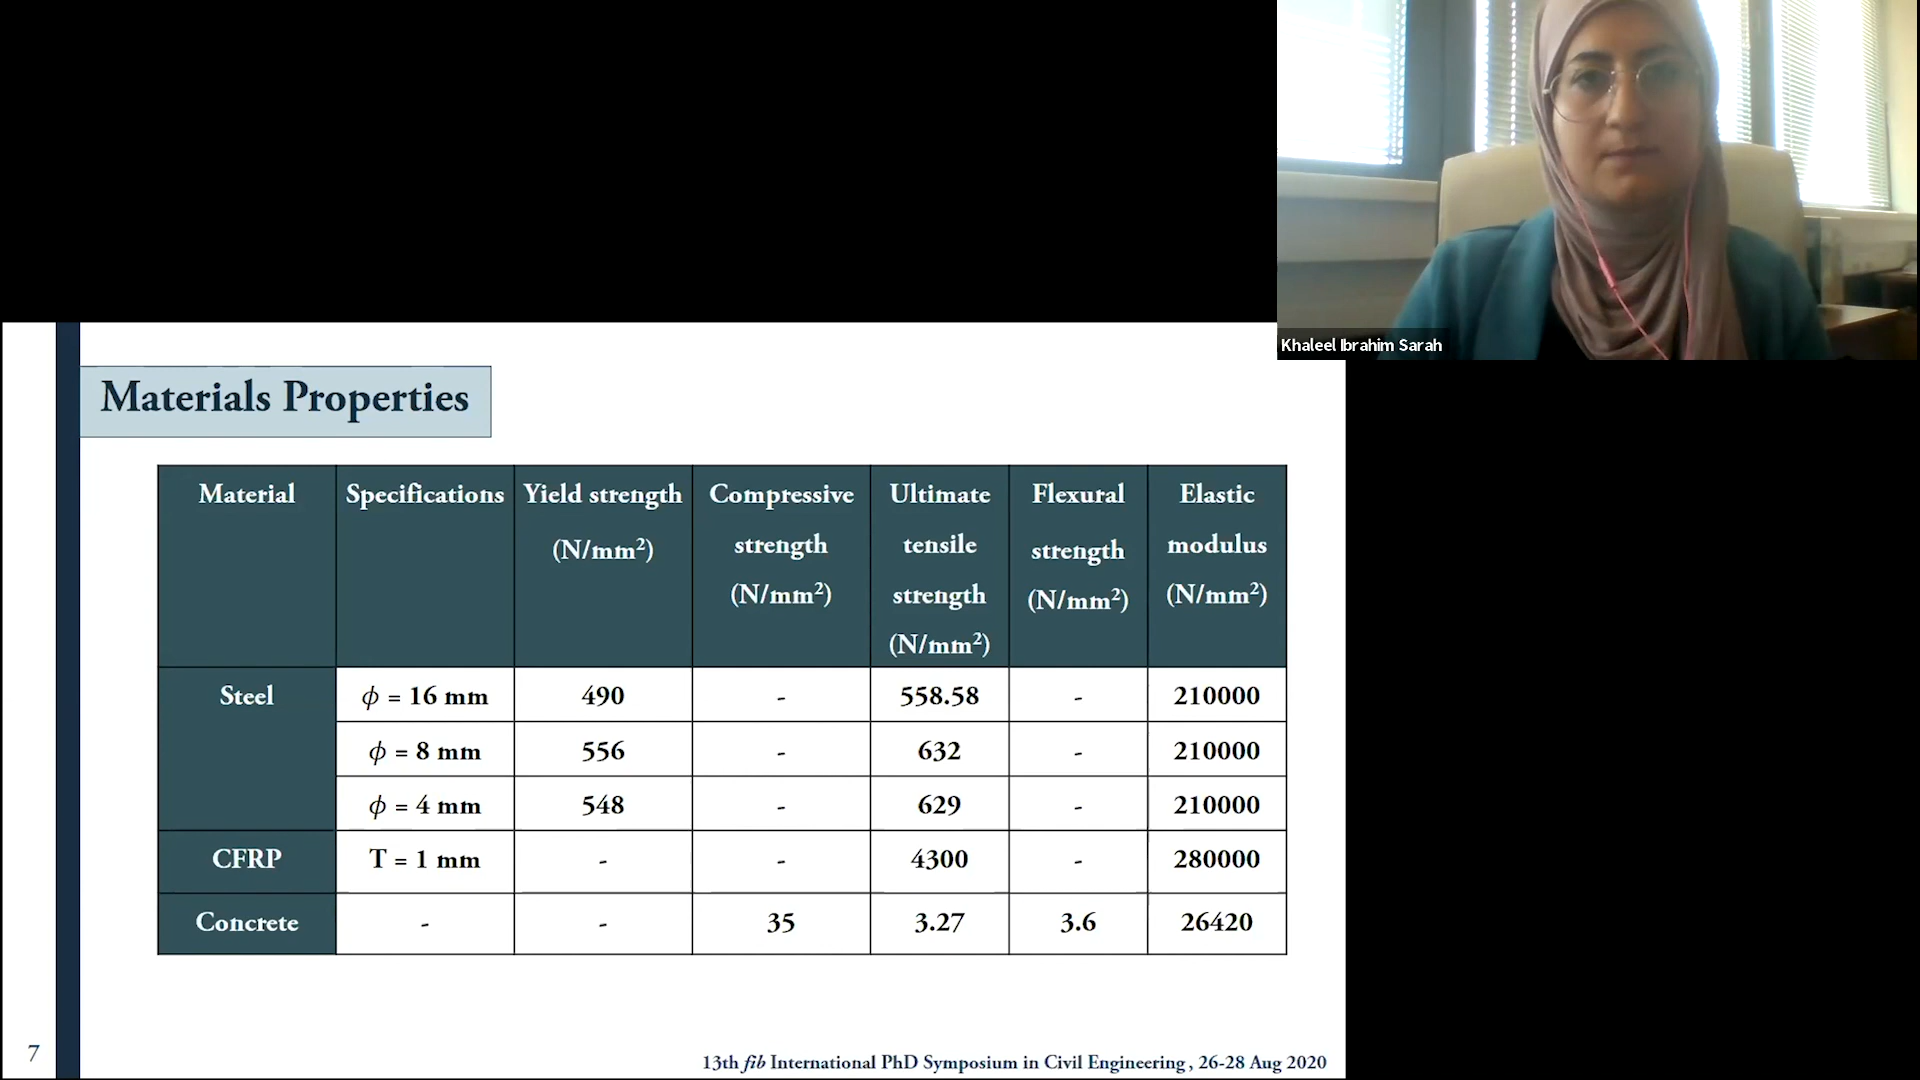 Khaleel Ibrahim Sarah
Materials Properties
Material Specifications Yield strength (N/mm²) Compressive strength (N/mm²) Ultimate tensile strength (N/mm²) Flexural strength (N/mm²) Elastic modulus (N/mm²)
Steel ϕ = 16 mm 490 - 558.58 - 210000
ϕ = 8 mm 556 - 632 - 210000
ϕ = 4 mm 548 - 629 - 210000
CFRP T = 1 mm - - 4300 - 280000
Concrete - - 35 3.27 3.6 26420
7
13th fib International PhD Symposium in Civil Engineering , 26-28 Aug 2020